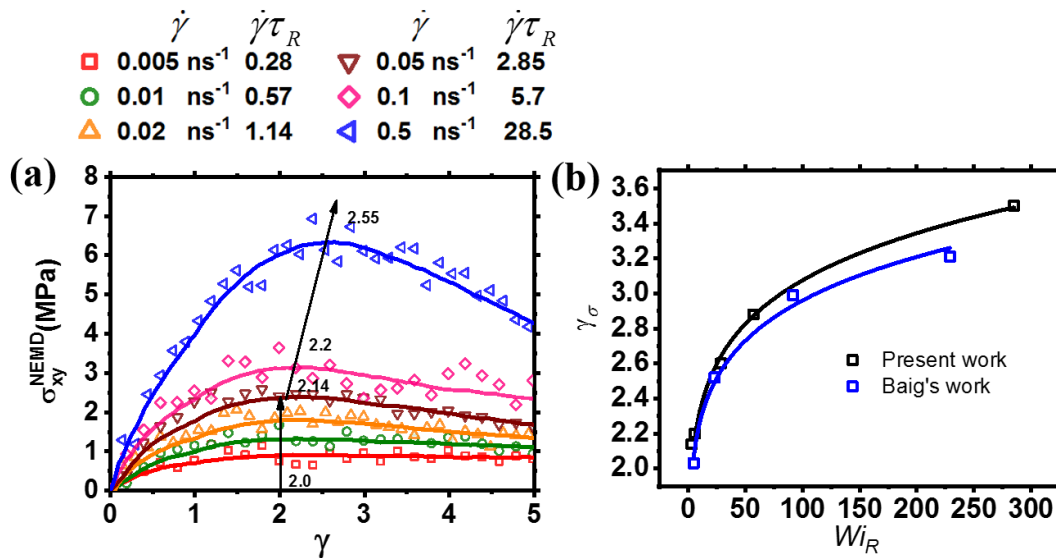 γ̇ γ̇τ_R γ̇ γ̇τ_R
0.005 ns⁻¹ 0.28 0.05 ns⁻¹ 2.85
0.01 ns⁻¹ 0.57 0.1 ns⁻¹ 5.7
0.02 ns⁻¹ 1.14 0.5 ns⁻¹ 28.5
(a)
σ_xy^NEMD(MPa)
8
7
6
5
4
3
2
1
0
2.55
2.2
2.14
2.0
0 1 2 3 4 5
γ
(b)
γ_σ
3.6
3.4
3.2
3.0
2.8
2.6
2.4
2.2
2.0
Present work
Baig's work
0 50 100 150 200 250 300
Wi_R